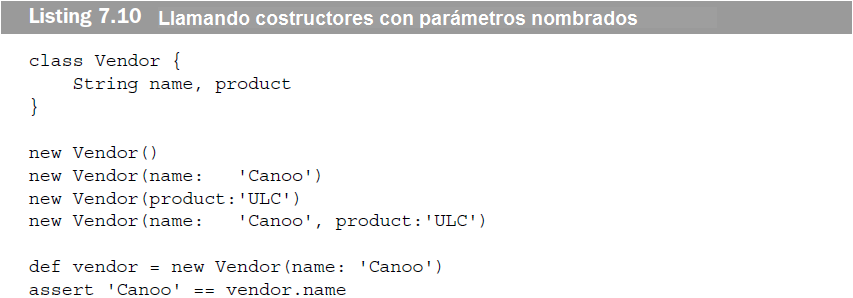 Listing 7.10 Llamando costructores con parámetros nombrados
class Vendor {
    String name, product
}
new Vendor()
new Vendor(name:   'Canoo')
new Vendor(product:'ULC')
new Vendor(name:   'Canoo', product:'ULC')
def vendor = new Vendor(name: 'Canoo')
assert 'Canoo' == vendor.name